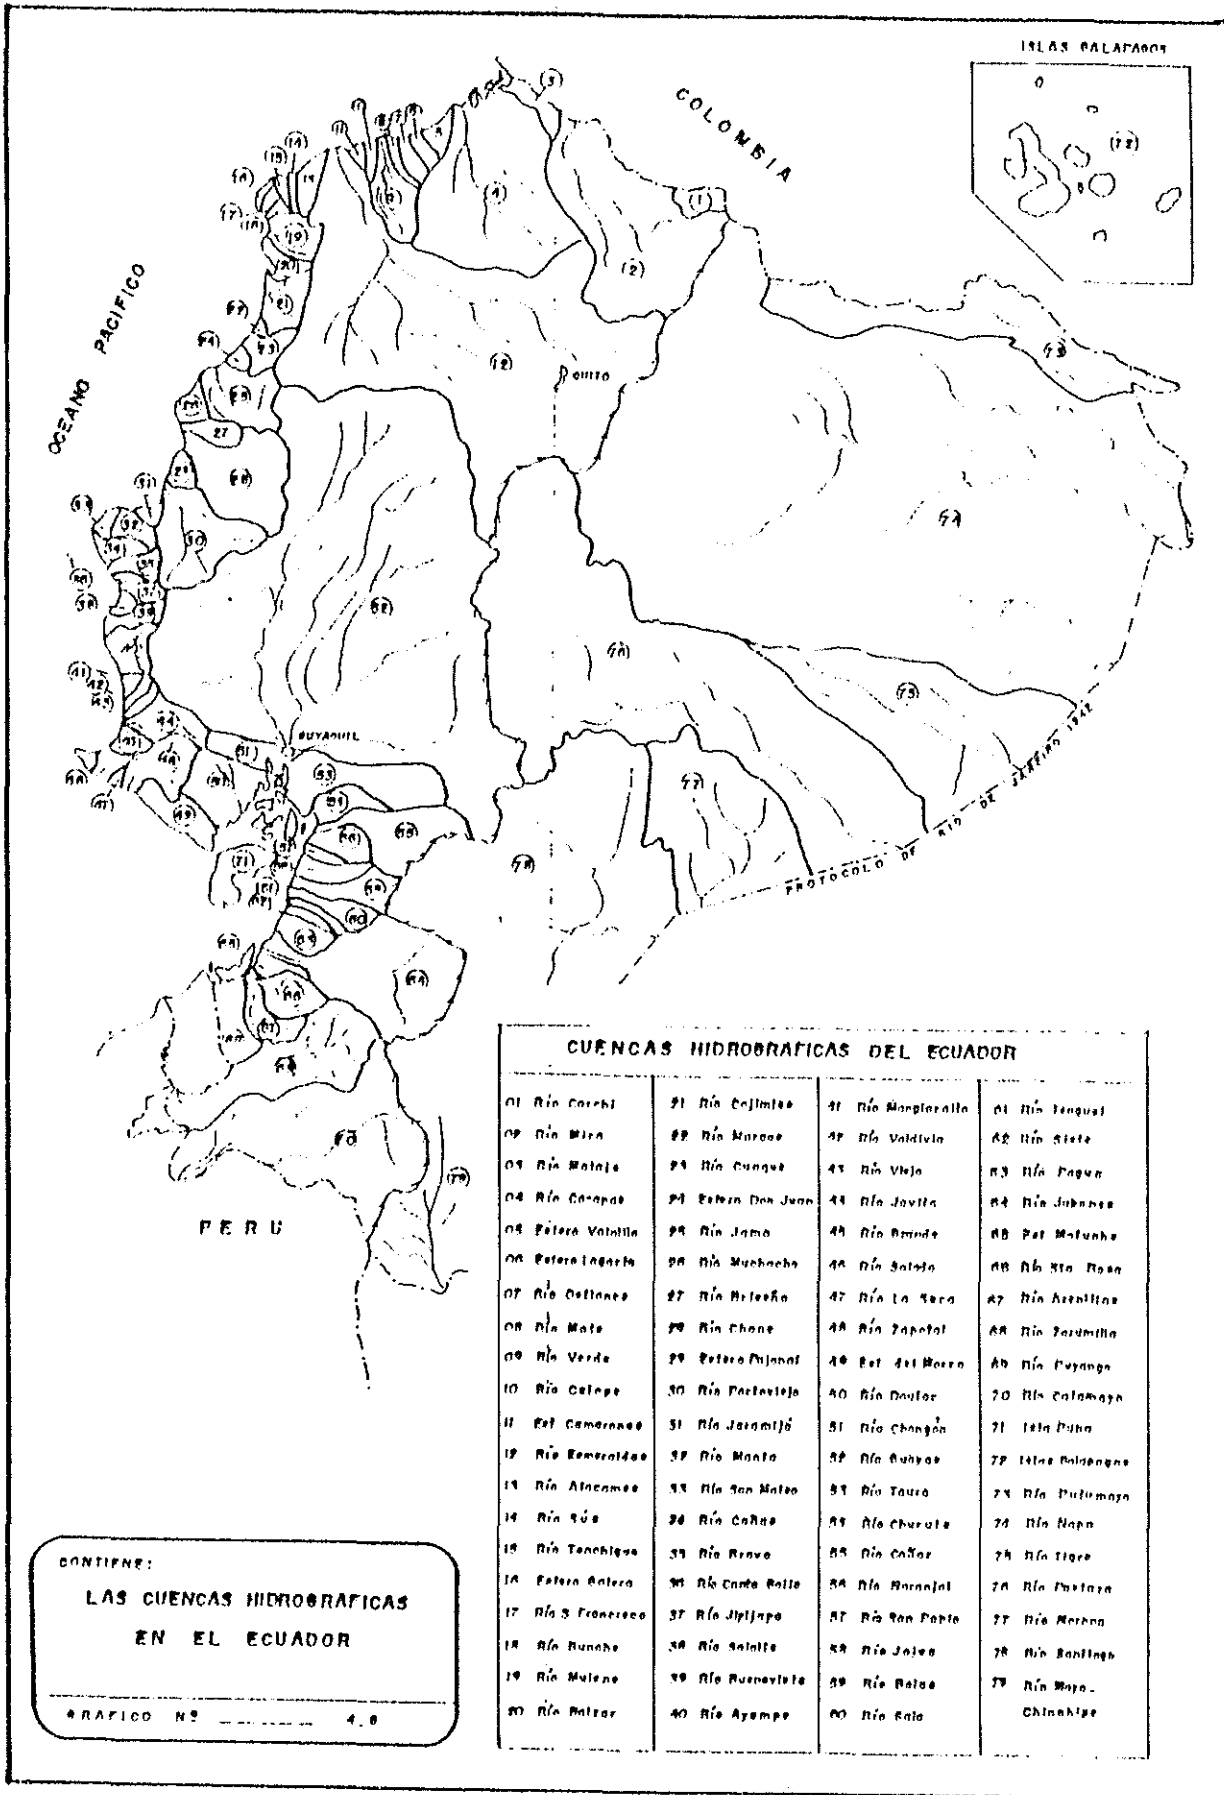 ISLAS GALAPAGOS
COLOMBIA
OCEANO PACIFICO
QUITO
GUYAQUIL
PROTOCOLO DE RIO DE JANEIRO 1942
PERU
CUENCAS HIDROGRAFICAS DEL ECUADOR
01 Río Carchi
02 Río Mira
03 Río Mataje
04 Río Cayapas
05 Estero Vainilla
06 Estero Lagarto
07 Río Ostiones
08 Río Mate
09 Río Verde
10 Río Colope
11 Est Camarones
12 Río Esmeraldas
13 Río Atacames
14 Río Súa
15 Río Tonchigue
16 Estero Galera
17 Río S Francisco
18 Río Bunche
19 Río Muisne
20 Río Balzar
21 Río Cojimíes
22 Río Marcos
23 Río Cuaque
24 Estero Don Juan
25 Río Jama
26 Río Muchacho
27 Río Briseño
28 Río Chone
29 Estero Pajonal
30 Río Portoviejo
31 Río Jaramijó
32 Río Manta
33 Río San Mateo
34 Río Cañas
35 Río Bravo
36 Río Canta Gallo
37 Río Jipijapa
38 Río Salaite
39 Río Buenavista
40 Río Ayampe
41 Río Manglaralto
42 Río Valdivia
43 Río Viejo
44 Río Javita
45 Río Grande
46 Río Salado
47 Río La Seca
48 Río Zapotal
49 Est del Morro
50 Río Daular
51 Río Chongón
52 Río Guayas
53 Río Taura
54 Río Churute
55 Río Cañar
56 Río Naranjal
57 Río San Pablo
58 Río Jagua
59 Río Balao
60 Río Gala
61 Río Tengual
62 Río Siete
63 Río Pagua
64 Río Jubones
65 Est Motuche
66 Río Sta Rosa
67 Río Arenillas
68 Río Zarumilla
69 Río Puyango
70 Río Catamayo
71 Isla Puna
72 Islas Galapagos
73 Río Putumayo
74 Río Napo
75 Río Tigre
76 Río Pastaza
77 Río Morona
78 Río Santiago
79 Río Mayo-
Chinchipe
CONTIENE:
LAS CUENCAS HIDROGRAFICAS
EN EL ECUADOR
GRAFICO Nº 4.6